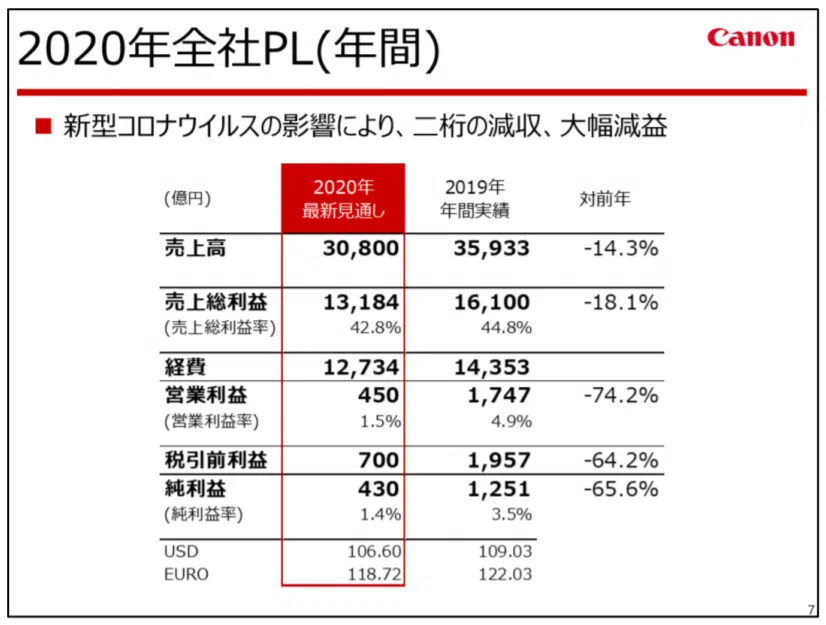 2020年全社PL(年間)
Canon
■ 新型コロナウイルスの影響により、二桁の減収、大幅減益
(億円) 2020年 最新見通し 2019年 年間実績 対前年
売上高 30,800 35,933 -14.3%
売上総利益 13,184 16,100 -18.1%
(売上総利益率) 42.8% 44.8%
経費 12,734 14,353
営業利益 450 1,747 -74.2%
(営業利益率) 1.5% 4.9%
税引前利益 700 1,957 -64.2%
純利益 430 1,251 -65.6%
(純利益率) 1.4% 3.5%
USD 106.60 109.03
EURO 118.72 122.03
7